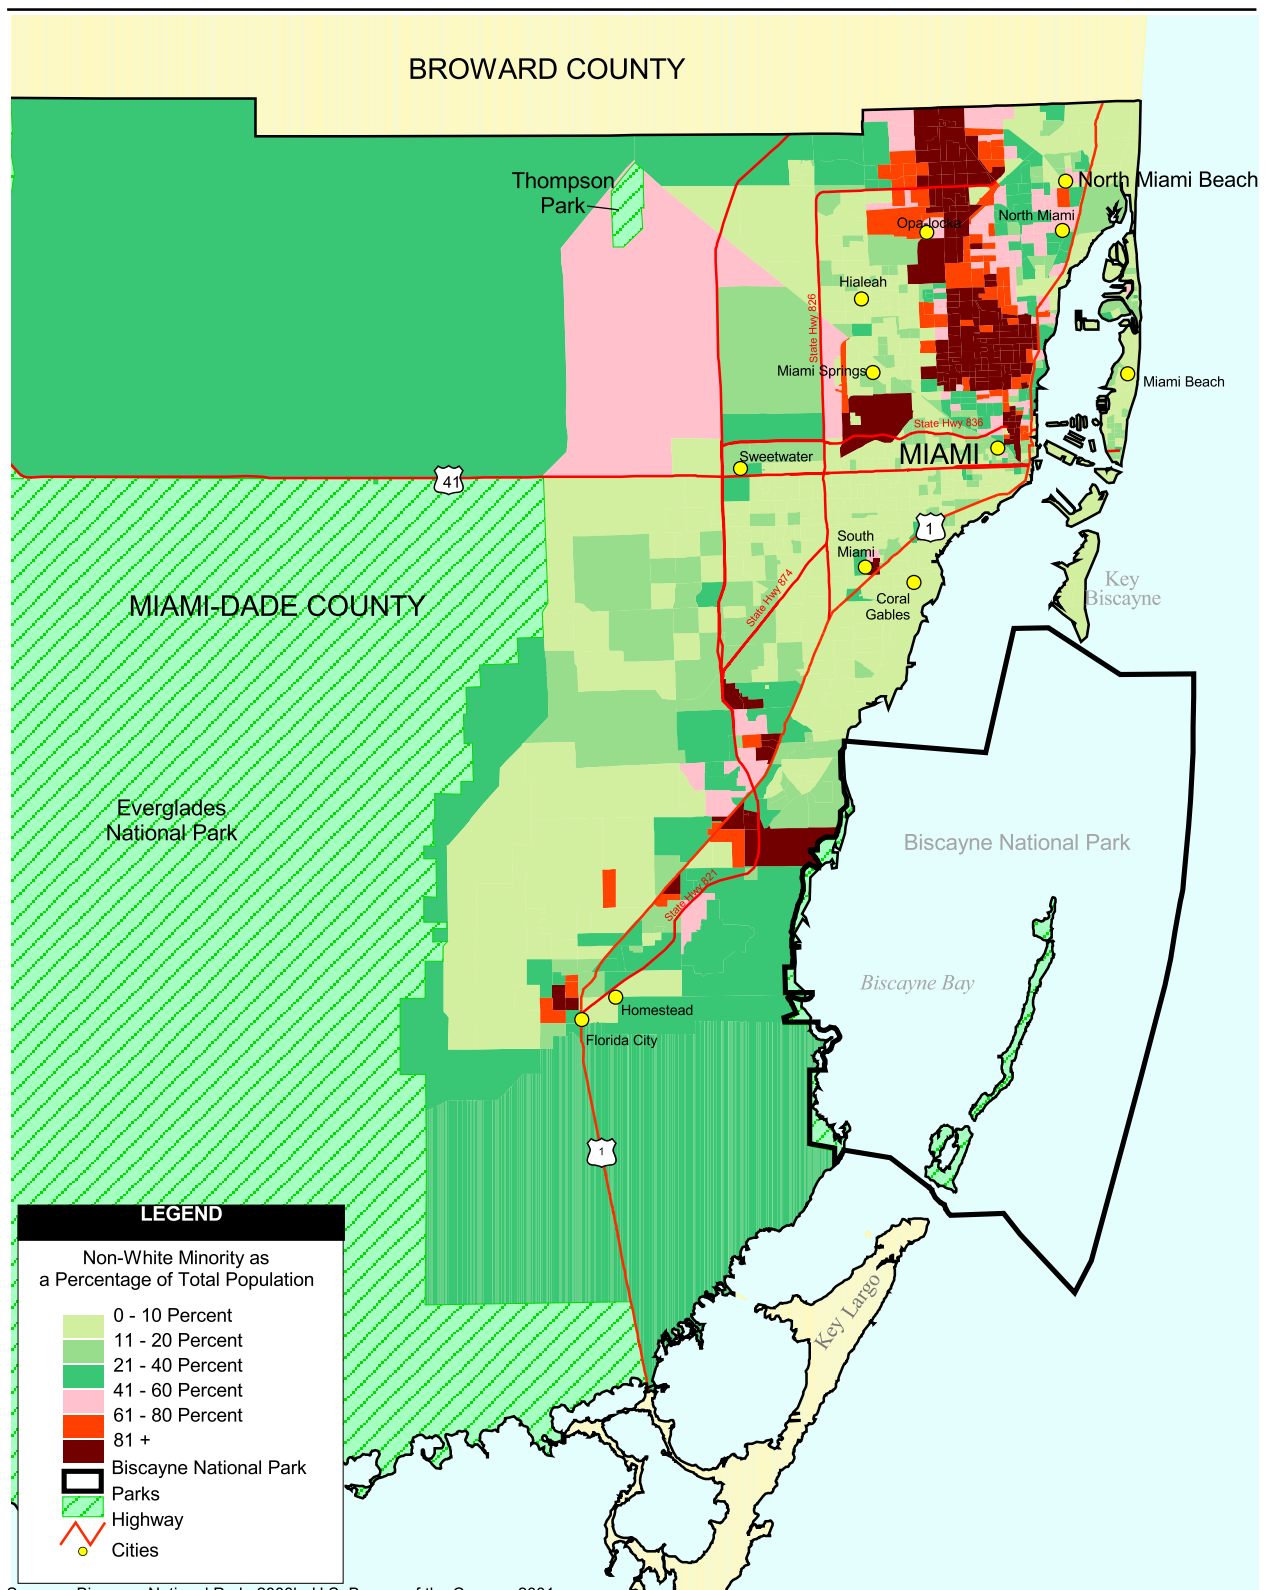 BROWARD COUNTY
Thompson
Park
North Miami Beach
North Miami
Opa-locka
Hialeah
State Hwy 826
Miami Springs
Miami Beach
State Hwy 836
MIAMI
Sweetwater
41
1
South
Miami
State Hwy 874
Coral
Gables
Key
Biscayne
MIAMI-DADE COUNTY
Everglades
National Park
Biscayne National Park
State Hwy 821
Biscayne Bay
Homestead
Florida City
1
Key Largo
LEGEND
Non-White Minority as
a Percentage of Total Population
0 - 10 Percent
11 - 20 Percent
21 - 40 Percent
41 - 60 Percent
61 - 80 Percent
81 +
Biscayne National Park
Parks
Highway
Cities